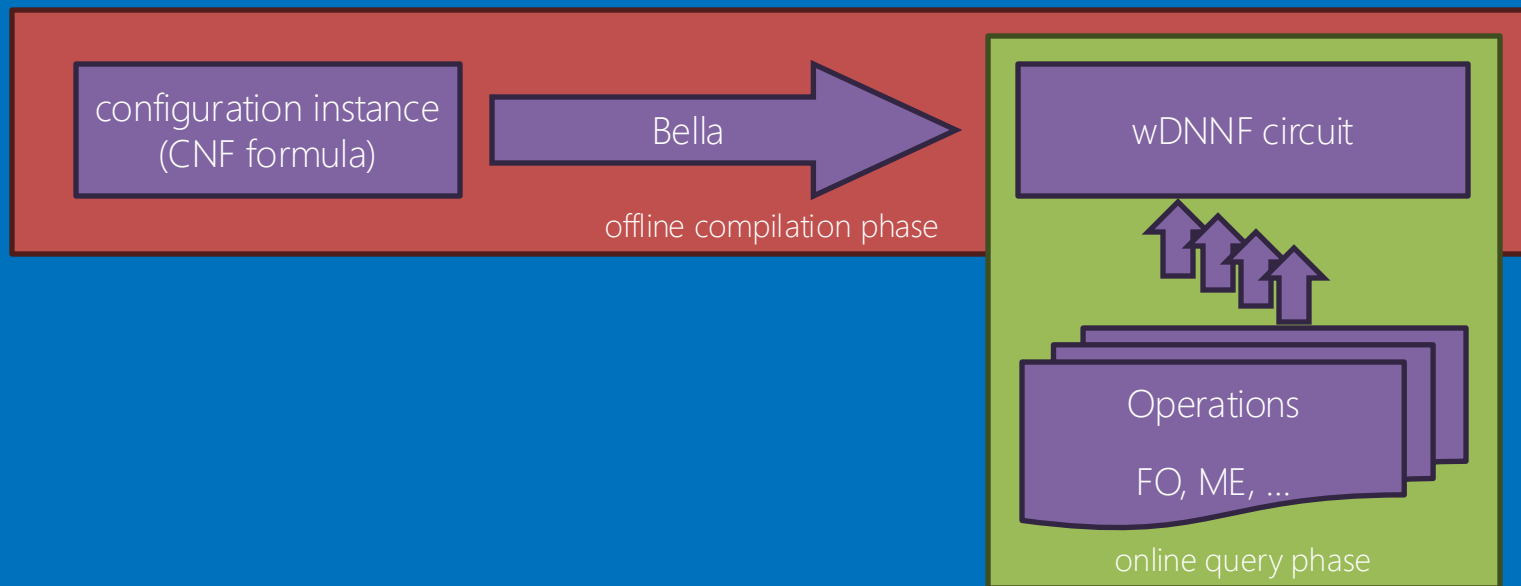 configuration instance
(CNF formula)
Bella
wDNNF circuit
offline compilation phase
Operations
FO, ME, ...
online query phase